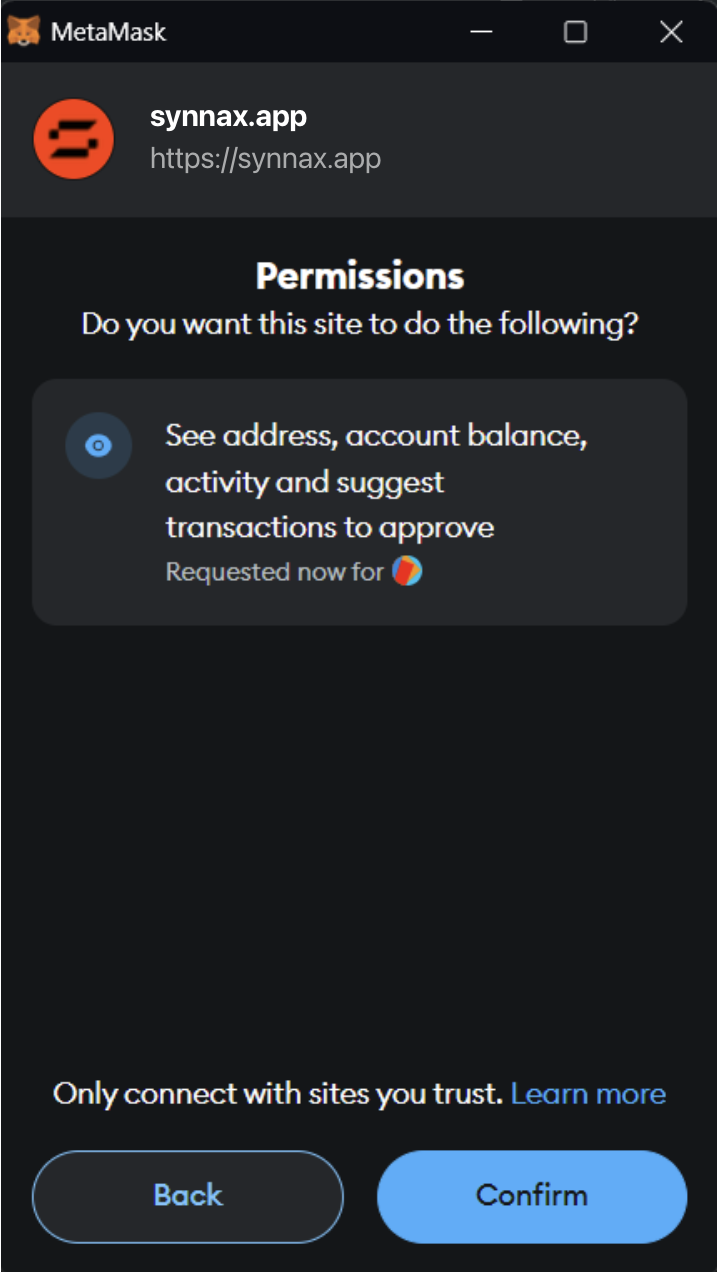 MetaMask
synnax.app
https://synnax.app
Permissions
Do you want this site to do the following?
See address, account balance,
activity and suggest
transactions to approve
Requested now for
Only connect with sites you trust. Learn more
Back
Confirm